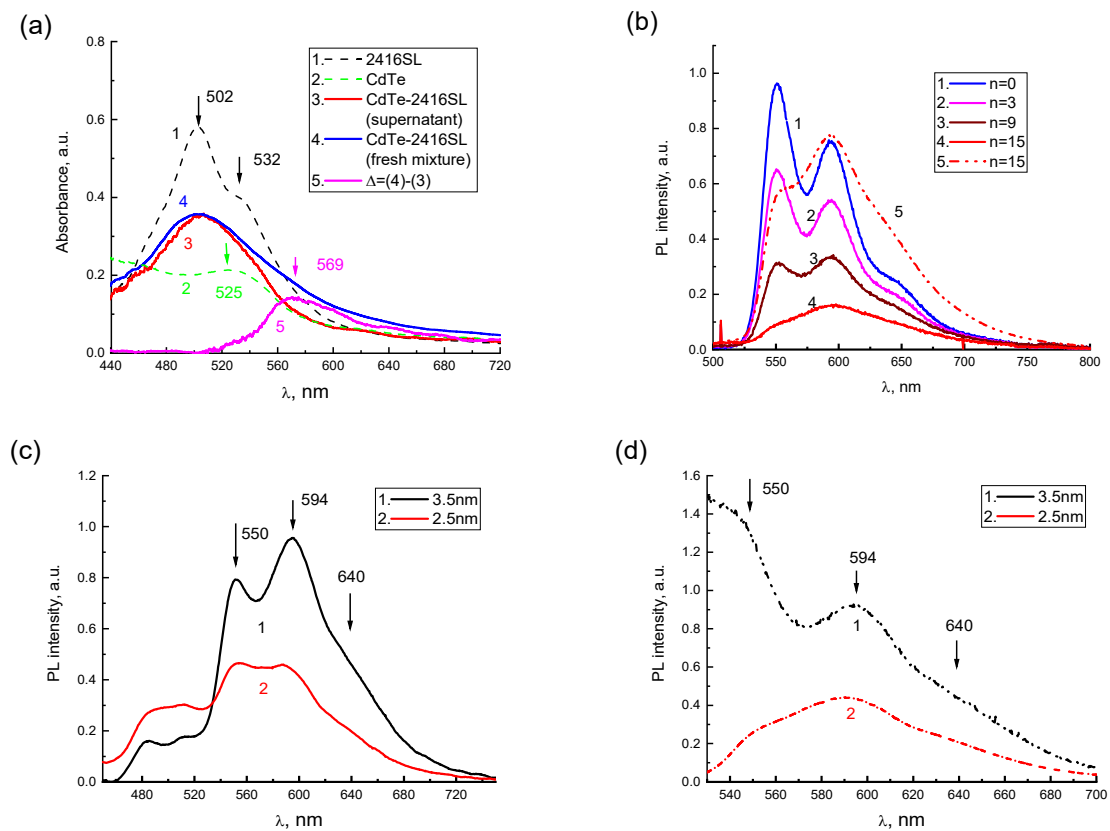 (a)
0.8
0.6
0.4
0.2
0.0
Absorbance, a.u.
440 480 520 560 600 640 680 720
λ, nm
1. 2416SL
2. CdTe
3. CdTe-2416SL
(supernatant)
4. CdTe-2416SL
(fresh mixture)
5. Δ=(4)-(3)
502
532
1
4
3
2
525
569
5
(b)
1.0
0.8
0.6
0.4
0.2
0.0
PL intensity, a.u.
500 550 600 650 700 750 800
λ, nm
1. n=0
2. n=3
3. n=9
4. n=15
5. n=15
1
2
3
4
5
(c)
1.2
1.0
0.8
0.6
0.4
0.2
0.0
PL intensity, a.u.
480 520 560 600 640 680 720
λ, nm
1. 3.5nm
2. 2.5nm
550
594
640
1
2
(d)
1.6
1.4
1.2
1.0
0.8
0.6
0.4
0.2
0.0
PL intensity, a.u.
540 560 580 600 620 640 660 680 700
λ, nm
1. 3.5nm
2. 2.5nm
550
594
640
1
2